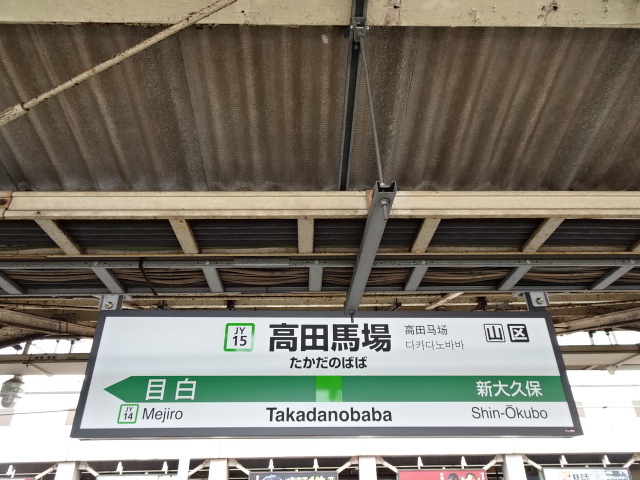 JY
15
高田馬場
高田马场
디카다노바바
山 区
たかだのばば
目白
新大久保
JY
14
Mejiro
Takadanobaba
Shin-Ōkubo